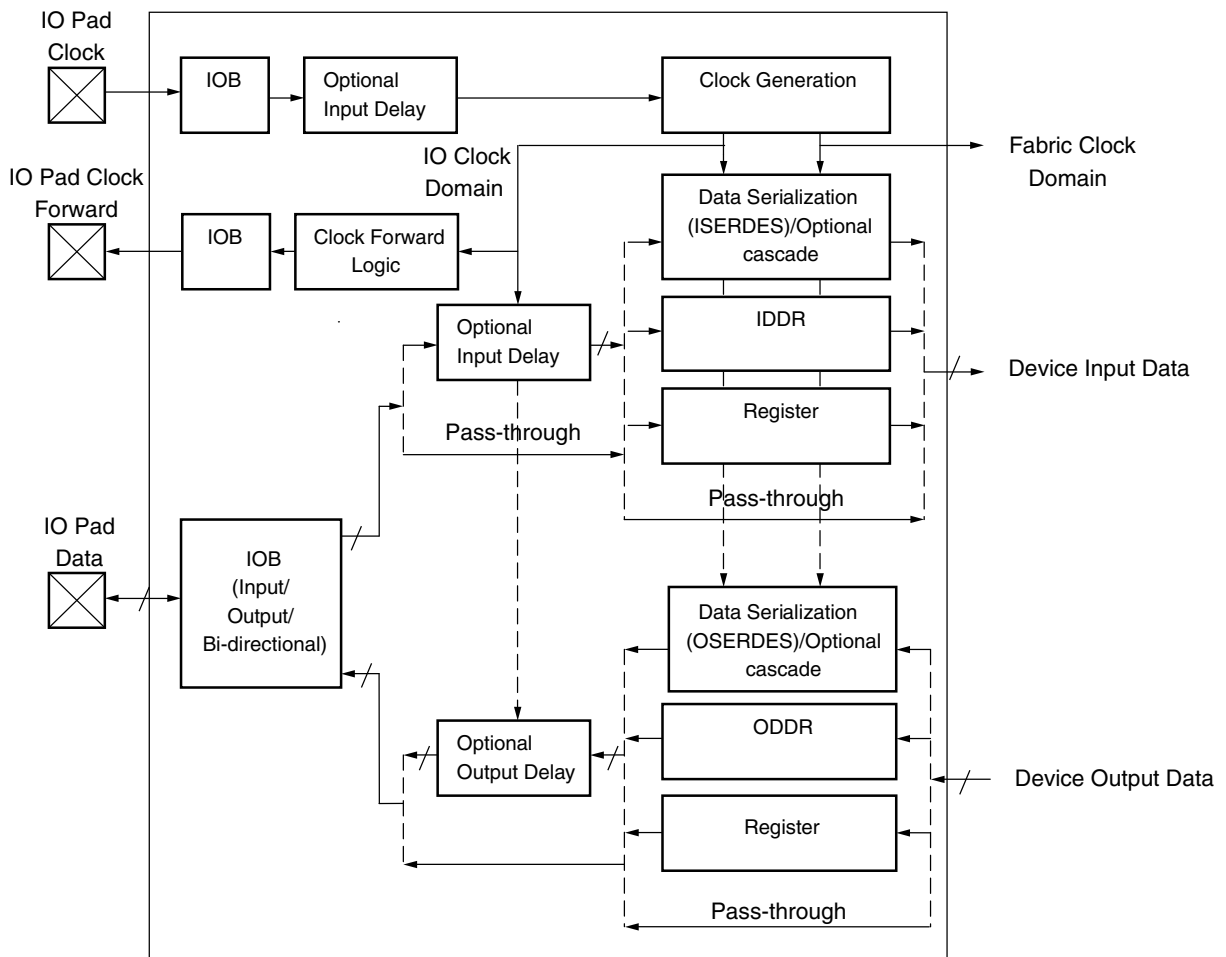 IO Pad
Clock
IOB
Optional
Input Delay
Clock Generation
IO Clock
Domain
Fabric Clock
Domain
IO Pad Clock
Forward
IOB
Clock Forward
Logic
Data Serialization
(ISERDES)/Optional
cascade
Optional
Input Delay
IDDR
Device Input Data
Register
Pass-through
Pass-through
IO Pad
Data
IOB
(Input/
Output/
Bi-directional)
Data Serialization
(OSERDES)/Optional
cascade
Optional
Output Delay
ODDR
Device Output Data
Register
Pass-through